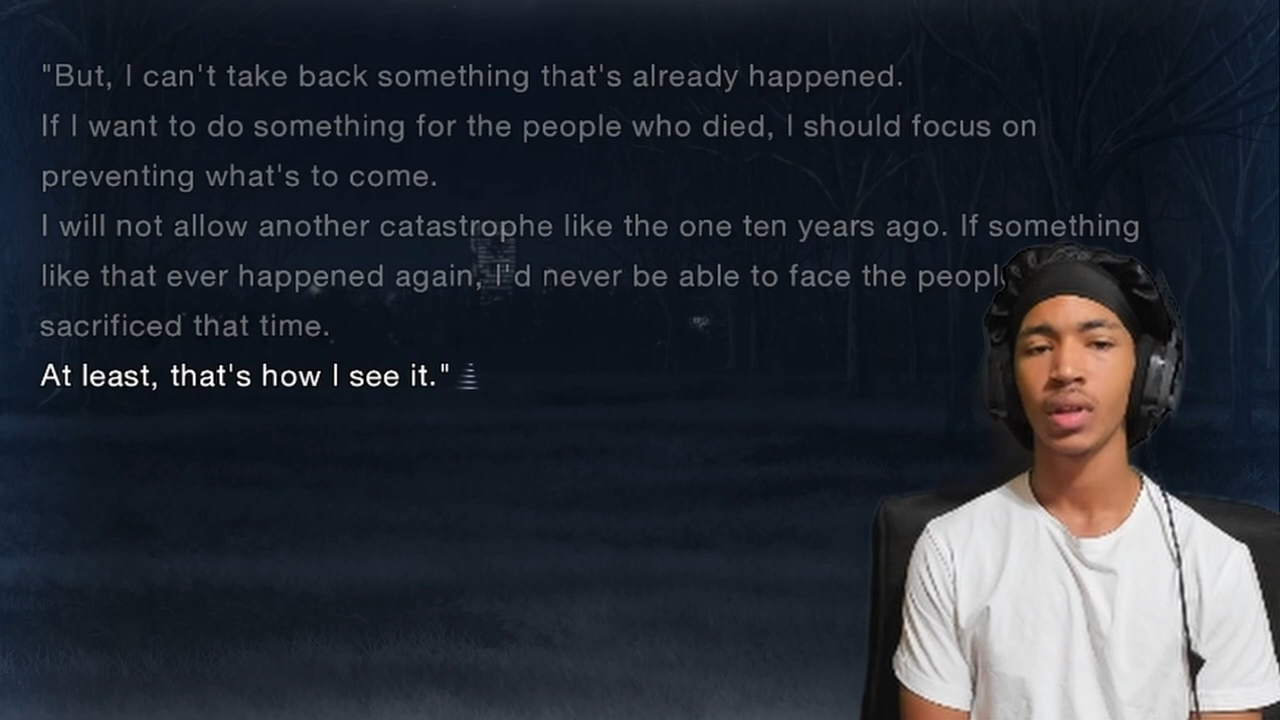 "But, I can't take back something that's already happened.
If I want to do something for the people who died, I should focus on
preventing what's to come.
I will not allow another catastrophe like the one ten years ago. If something
like that ever happened again, I'd never be able to face the
sacrificed that time.
At least, that's how I see it."